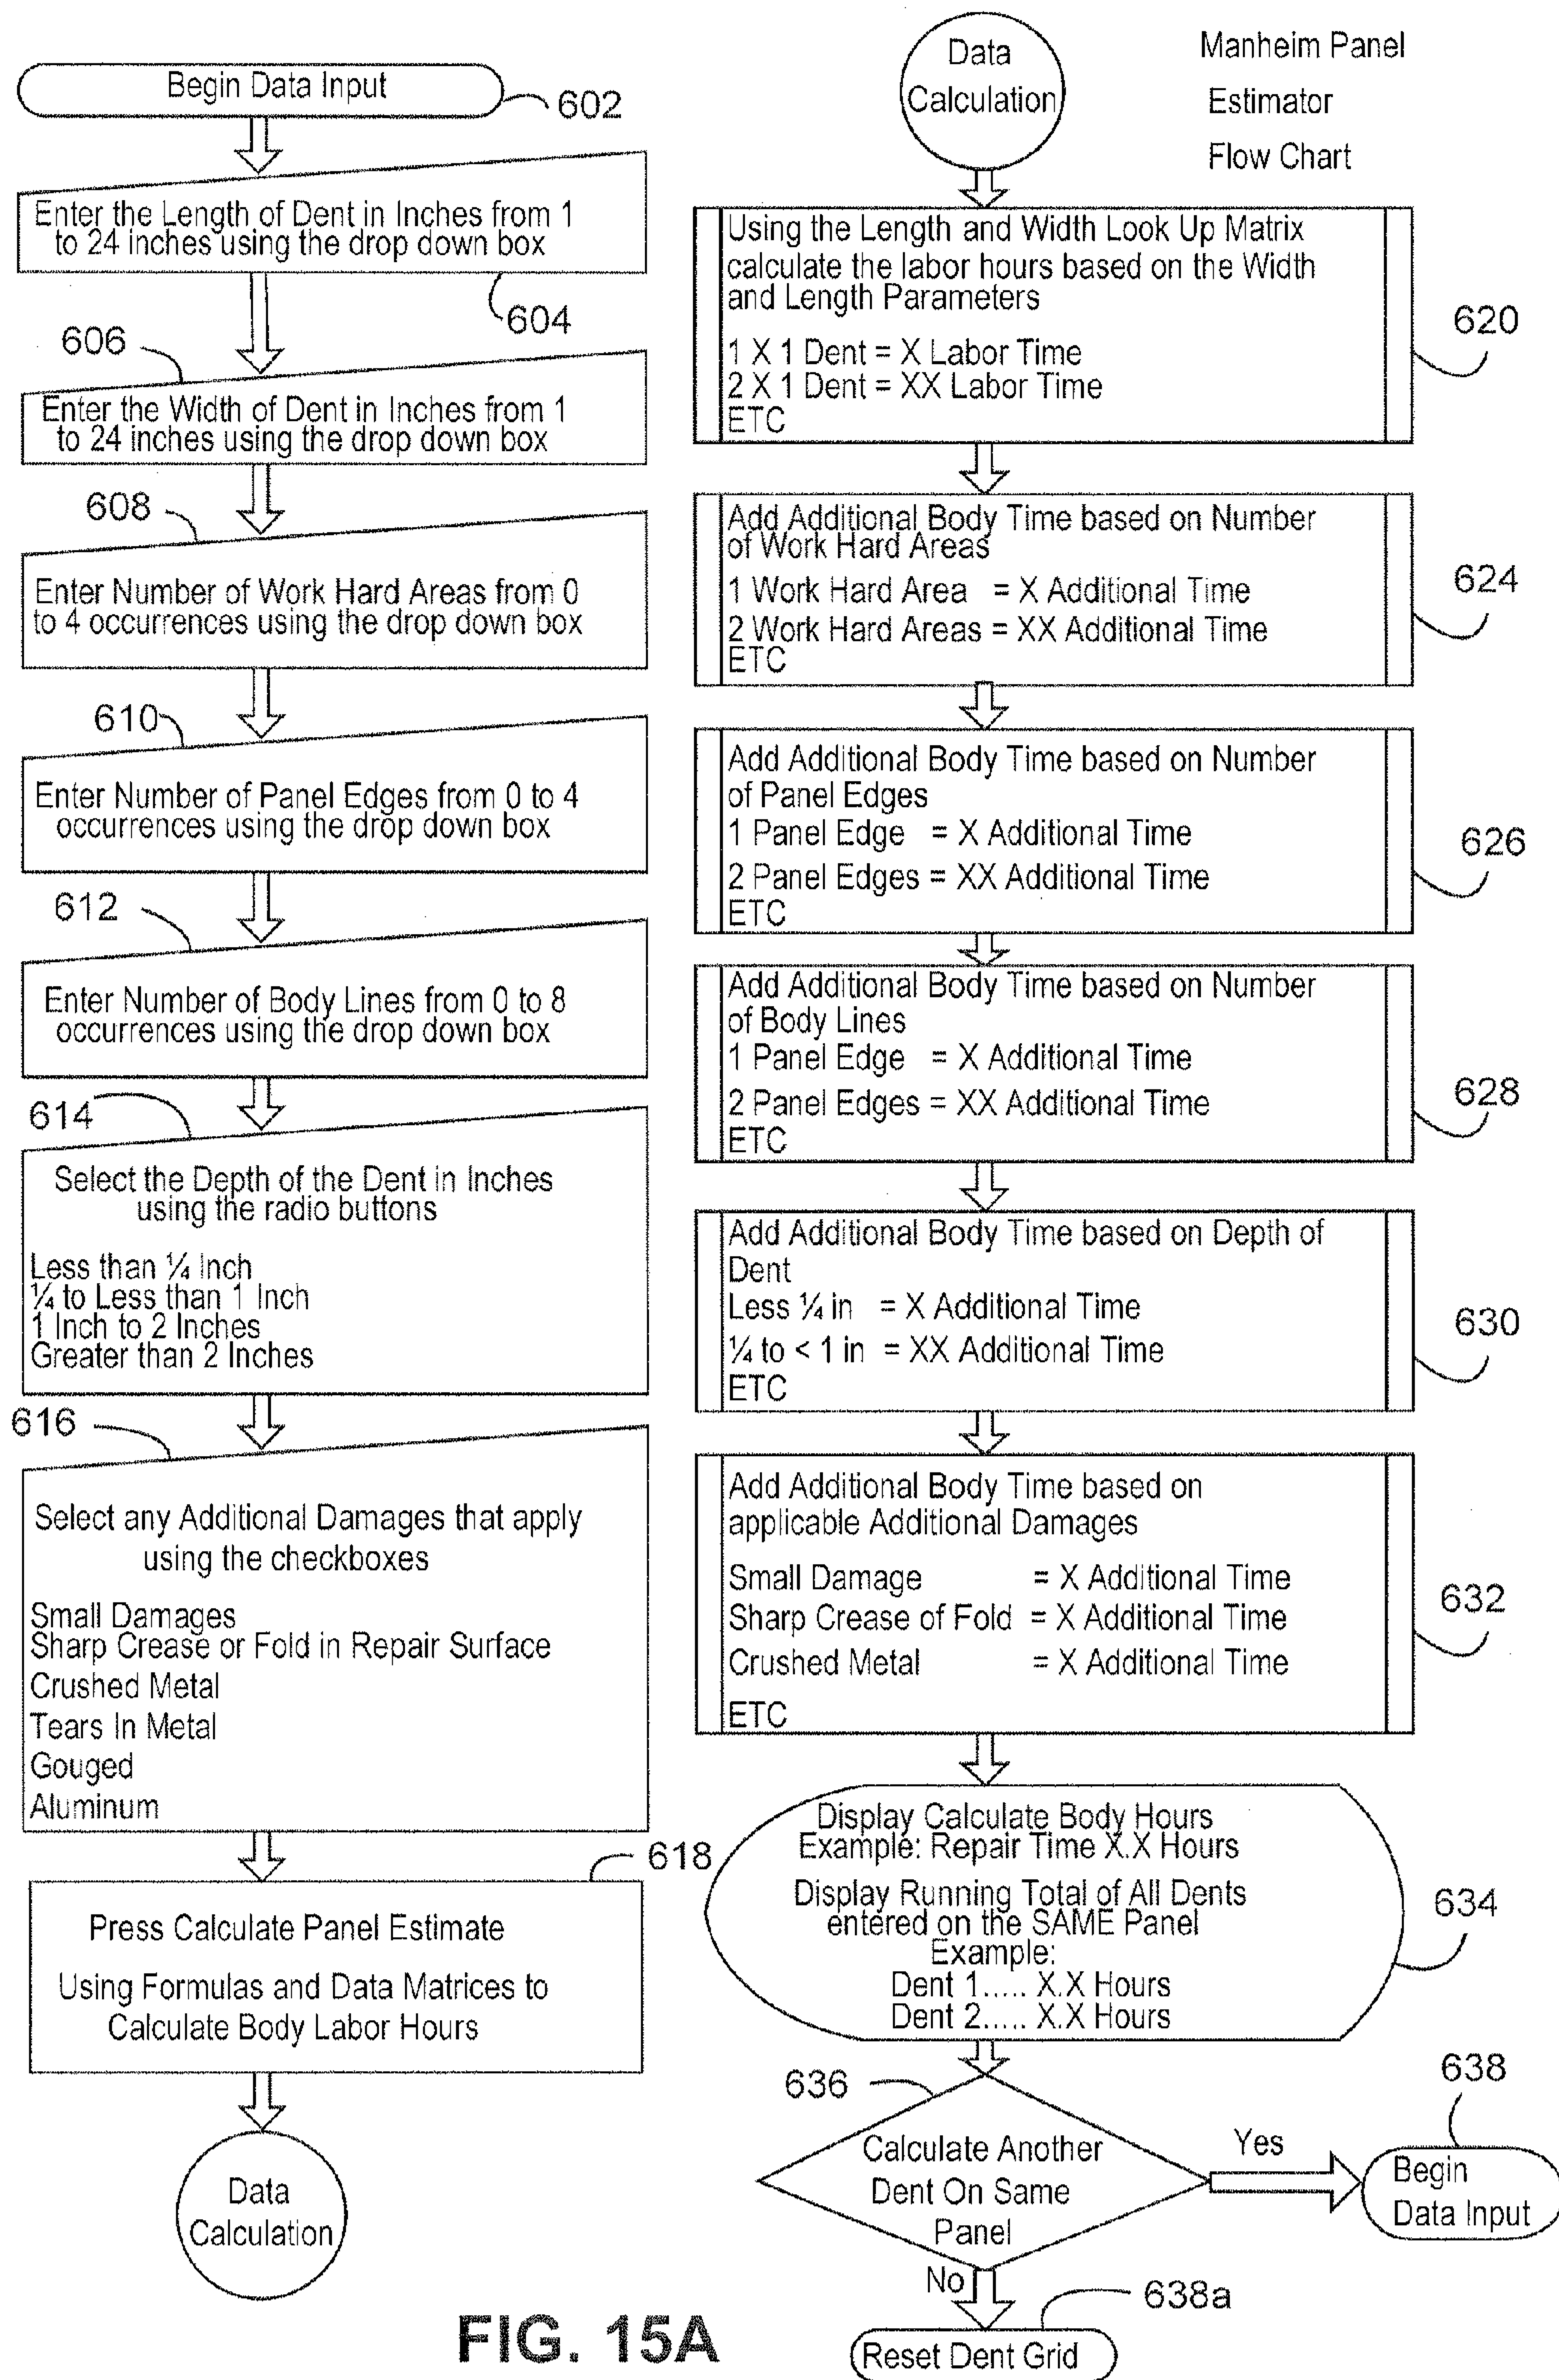 Begin Data Input
602
Enter the Length of Dent in Inches from 1
to 24 inches using the drop down box
604
606
Enter the Width of Dent in Inches from 1
to 24 inches using the drop down box
608
Enter Number of Work Hard Areas from 0
to 4 occurrences using the drop down box
610
Enter Number of Panel Edges from 0 to 4
occurrences using the drop down box
612
Enter Number of Body Lines from 0 to 8
occurrences using the drop down box
614
Select the Depth of the Dent in Inches
using the radio buttons
Less than ¼ Inch
¼ to Less than 1 Inch
1 Inch to 2 Inches
Greater than 2 Inches
616
Select any Additional Damages that apply
using the checkboxes
Small Damages
Sharp Crease or Fold in Repair Surface
Crushed Metal
Tears In Metal
Gouged
Aluminum
618
Press Calculate Panel Estimate
Using Formulas and Data Matrices to
Calculate Body Labor Hours
Data
Calculation
Data
Calculation
Manheim Panel
Estimator
Flow Chart
Using the Length and Width Look Up Matrix
calculate the labor hours based on the Width
and Length Parameters
1 X 1 Dent = X Labor Time
2 X 1 Dent = XX Labor Time
ETC
620
Add Additional Body Time based on Number
of Work Hard Areas
1 Work Hard Area = X Additional Time
2 Work Hard Areas = XX Additional Time
ETC
624
Add Additional Body Time based on Number
of Panel Edges
1 Panel Edge = X Additional Time
2 Panel Edges = XX Additional Time
ETC
626
Add Additional Body Time based on Number
of Body Lines
1 Panel Edge = X Additional Time
2 Panel Edges = XX Additional Time
ETC
628
Add Additional Body Time based on Depth of
Dent
Less ¼ in = X Additional Time
¼ to < 1 in = XX Additional Time
ETC
630
Add Additional Body Time based on
applicable Additional Damages
Small Damage = X Additional Time
Sharp Crease of Fold = X Additional Time
Crushed Metal = X Additional Time
ETC
632
Display Calculate Body Hours
Example: Repair Time X.X Hours
Display Running Total of All Dents
entered on the SAME Panel
Example:
Dent 1..... X.X Hours
Dent 2..... X.X Hours
634
636
Calculate Another
Dent On Same
Panel
Yes
638
Begin
Data Input
No
638a
Reset Dent Grid
FIG. 15A